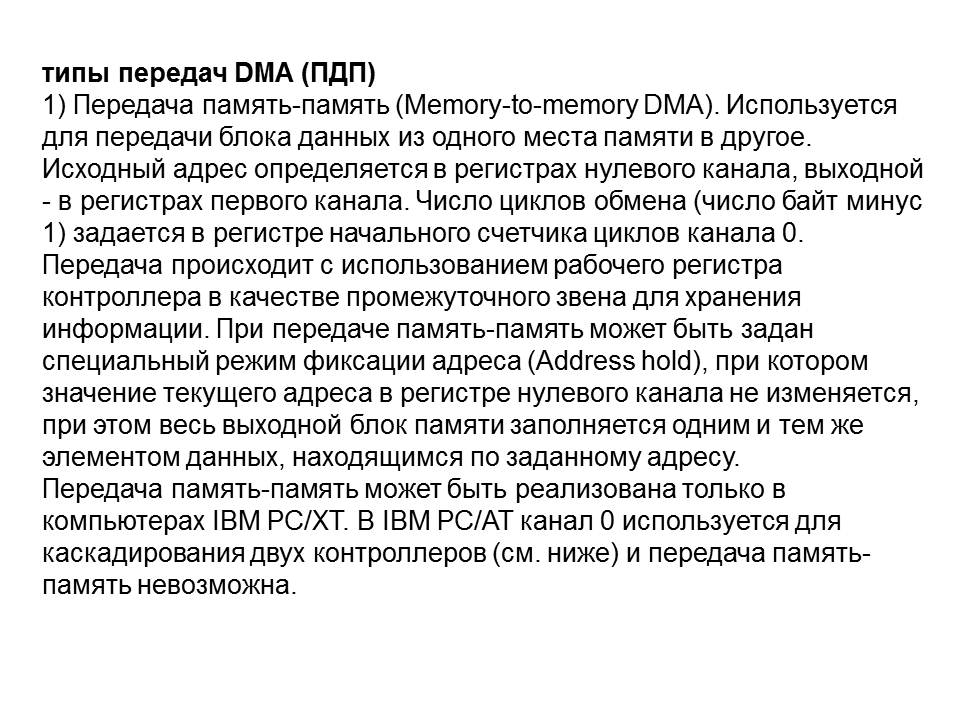 типы передач DMA (ПДП)
1) Передача память-память (Memory-to-memory DMA). Используется
для передачи блока данных из одного места памяти в другое.
Исходный адрес определяется в регистрах нулевого канала, выходной
- в регистрах первого канала. Число циклов обмена (число байт минус
1) задается в регистре начального счетчика циклов канала 0.
Передача происходит с использованием рабочего регистра
контроллера в качестве промежуточного звена для хранения
информации. При передаче память-память может быть задан
специальный режим фиксации адреса (Address hold), при котором
значение текущего адреса в регистре нулевого канала не изменяется,
при этом весь выходной блок памяти заполняется одним и тем же
элементом данных, находящимся по заданному адресу.
Передача память-память может быть реализована только в
компьютерах IBM PC/XT. В IBM PC/AT канал 0 используется для
каскадирования двух контроллеров (см. ниже) и передача память-
память невозможна.